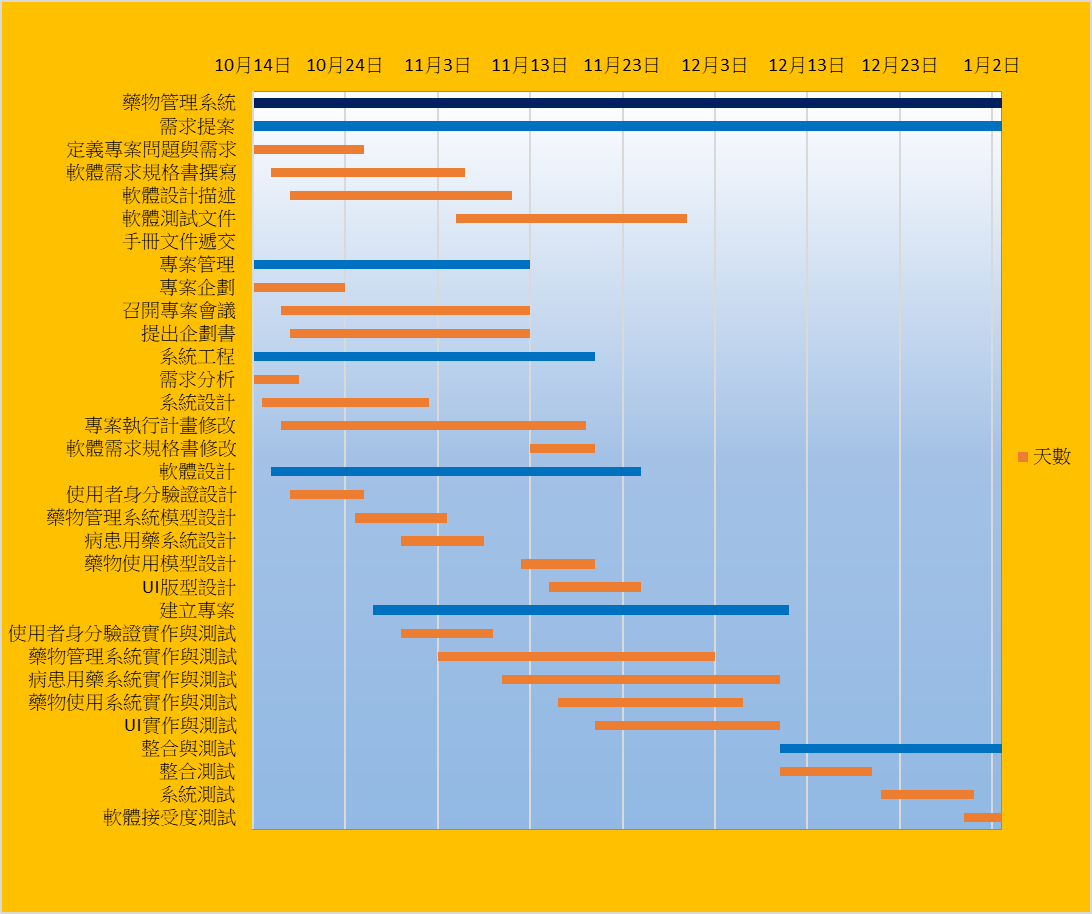 10月14日 10月24日 11月3日 11月13日 11月23日 12月3日 12月13日 12月23日 1月2日
藥物管理系統
需求提案
定義專案問題與需求
軟體需求規格書撰寫
軟體設計描述
軟體測試文件
手冊文件遞交
專案管理
專案企劃
召開專案會議
提出企劃書
系統工程
需求分析
系統設計
專案執行計畫修改
軟體需求規格書修改
軟體設計
使用者身分驗證設計
藥物管理系統模型設計
病患用藥系統設計
藥物使用模型設計
UI版型設計
建立專案
使用者身分驗證實作與測試
藥物管理系統實作與測試
病患用藥系統實作與測試
藥物使用系統實作與測試
UI實作與測試
整合與測試
整合測試
系統測試
軟體接受度測試
天數